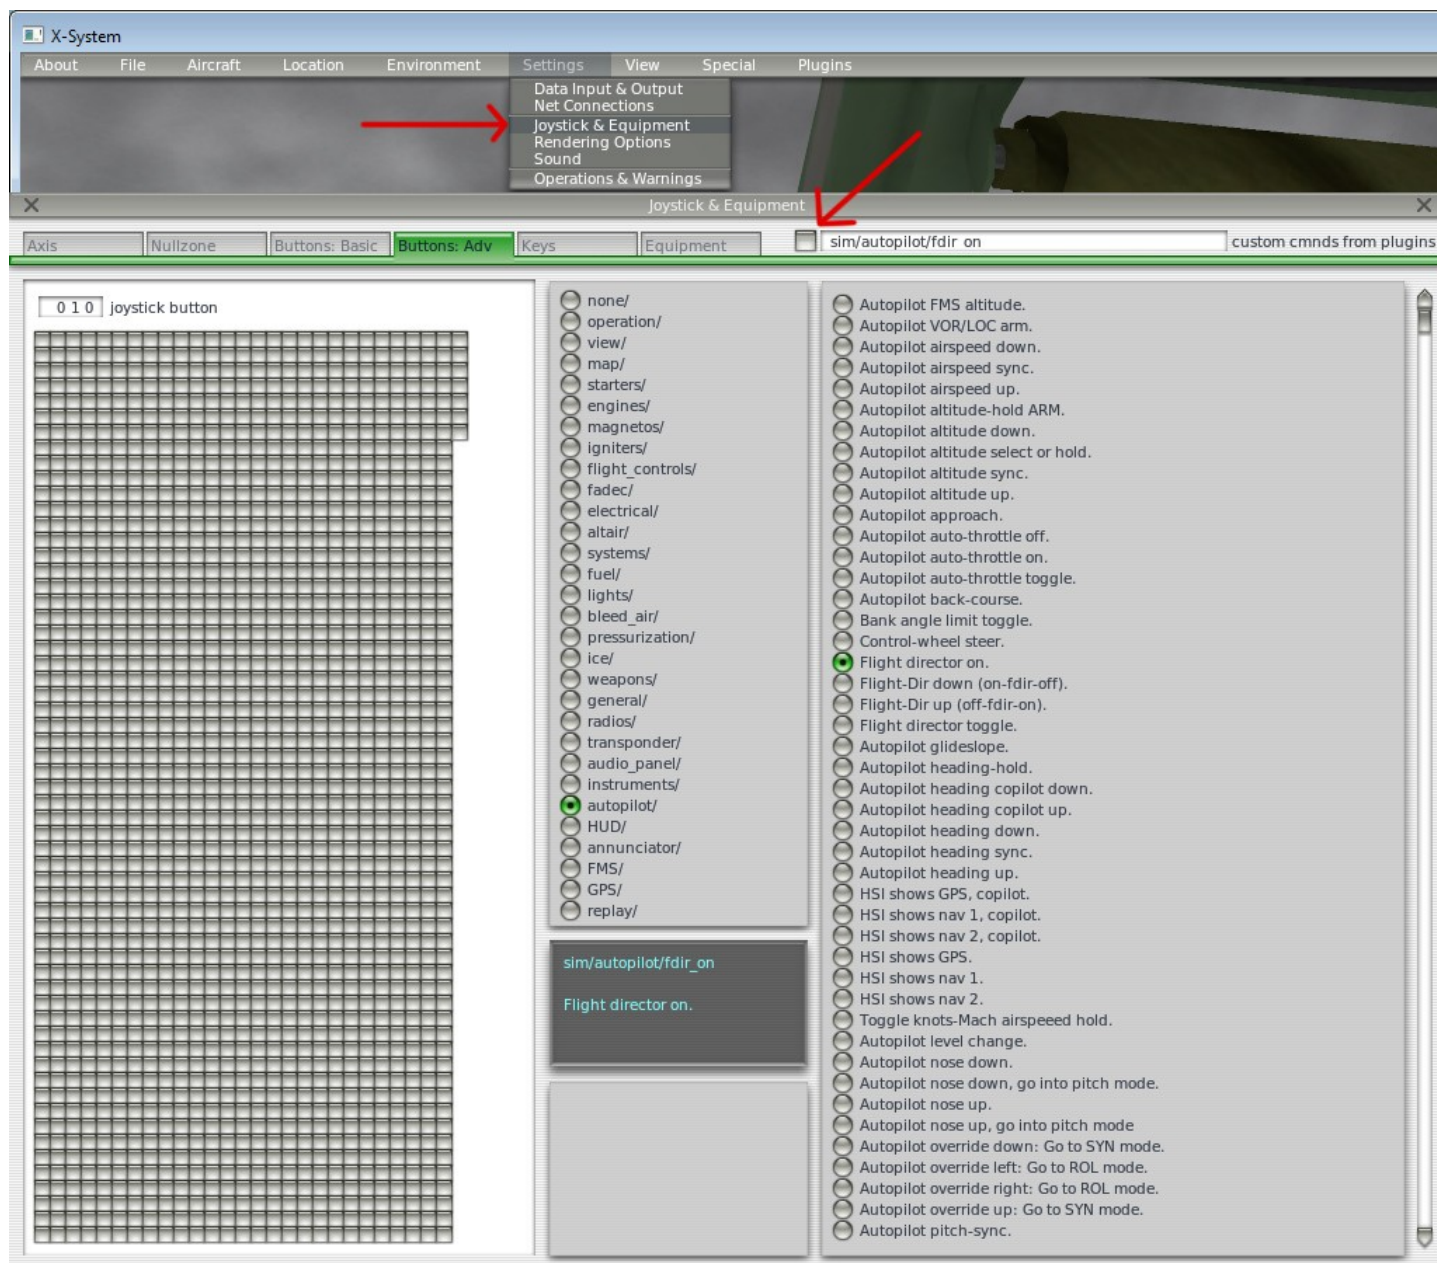 X-System
About File Aircraft Location Environment Settings View Special Plugins
Data Input & Output
Net Connections
Joystick & Equipment
Rendering Options
Sound
Operations & Warnings
Joystick & Equipment
Axis Nullzone Buttons: Basic Buttons: Adv Keys Equipment sim/autopilot/fdir on custom cmnds from plugins
0 1 0 joystick button
none/
operation/
view/
map/
starters/
engines/
magnetos/
igniters/
flight_controls/
fadec/
electrical/
altair/
systems/
fuel/
lights/
bleed_air/
pressurization/
ice/
weapons/
general/
radios/
transponder/
audio_panel/
instruments/
autopilot/
HUD/
annunciator/
FMS/
GPS/
replay/
sim/autopilot/fdir_on
Flight director on.
Autopilot FMS altitude.
Autopilot VOR/LOC arm.
Autopilot airspeed down.
Autopilot airspeed sync.
Autopilot airspeed up.
Autopilot altitude-hold ARM.
Autopilot altitude down.
Autopilot altitude select or hold.
Autopilot altitude sync.
Autopilot altitude up.
Autopilot approach.
Autopilot auto-throttle off.
Autopilot auto-throttle on.
Autopilot auto-throttle toggle.
Autopilot back-course.
Bank angle limit toggle.
Control-wheel steer.
Flight director on.
Flight-Dir down (on-fdir-off).
Flight-Dir up (off-fdir-on).
Flight director toggle.
Autopilot glideslope.
Autopilot heading-hold.
Autopilot heading copilot down.
Autopilot heading copilot up.
Autopilot heading down.
Autopilot heading sync.
Autopilot heading up.
HSI shows GPS, copilot.
HSI shows nav 1, copilot.
HSI shows nav 2, copilot.
HSI shows GPS.
HSI shows nav 1.
HSI shows nav 2.
Toggle knots-Mach airspeeed hold.
Autopilot level change.
Autopilot nose down.
Autopilot nose down, go into pitch mode.
Autopilot nose up.
Autopilot nose up, go into pitch mode
Autopilot override down: Go to SYN mode.
Autopilot override left: Go to ROL mode.
Autopilot override right: Go to ROL mode.
Autopilot override up: Go to SYN mode.
Autopilot pitch-sync.